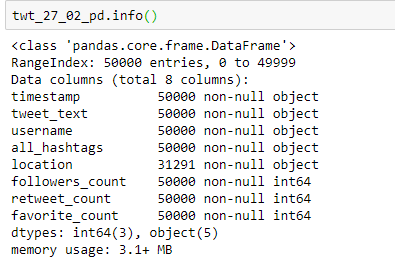 twt_27_02_pd.info()
<class 'pandas.core.frame.DataFrame'>
RangeIndex: 50000 entries, 0 to 49999
Data columns (total 8 columns):
timestamp          50000 non-null object
tweet_text         50000 non-null object
username           50000 non-null object
all_hashtags       50000 non-null object
location           31291 non-null object
followers_count    50000 non-null int64
retweet_count      50000 non-null int64
favorite_count     50000 non-null int64
dtypes: int64(3), object(5)
memory usage: 3.1+ MB